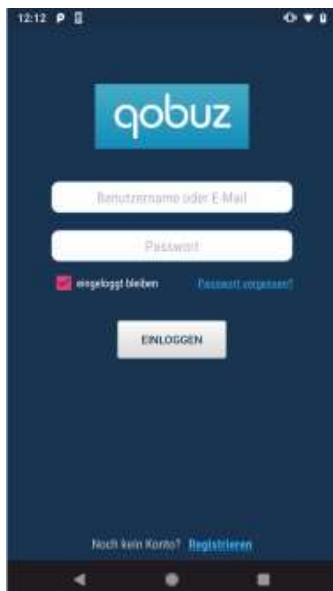 12:12
qobuz
Benutzername oder E-Mail
Passwort
eingeloggt bleiben
Passwort vergessen?
EINLOGGEN
Noch kein Konto? Registrieren